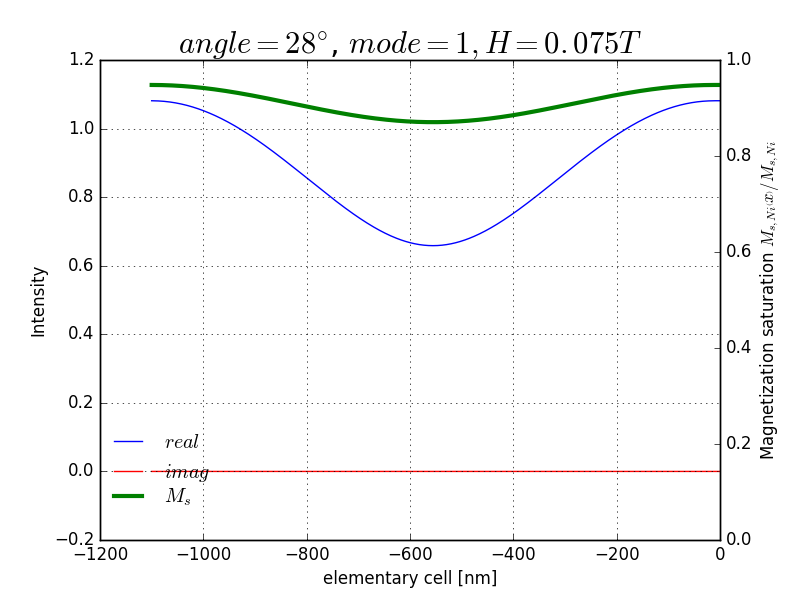 angle = 28°, mode = 1, H = 0.075T
1.2
1.0
0.8
0.6
0.4
0.2
0.0
−0.2
Intensity
real
imag
M_s
1.0
0.8
0.6
0.4
0.2
0.0
Magnetization saturation M_{s,Ni}(x)/M_{s,Ni}
−1200 −1000 −800 −600 −400 −200 0
elementary cell [nm]